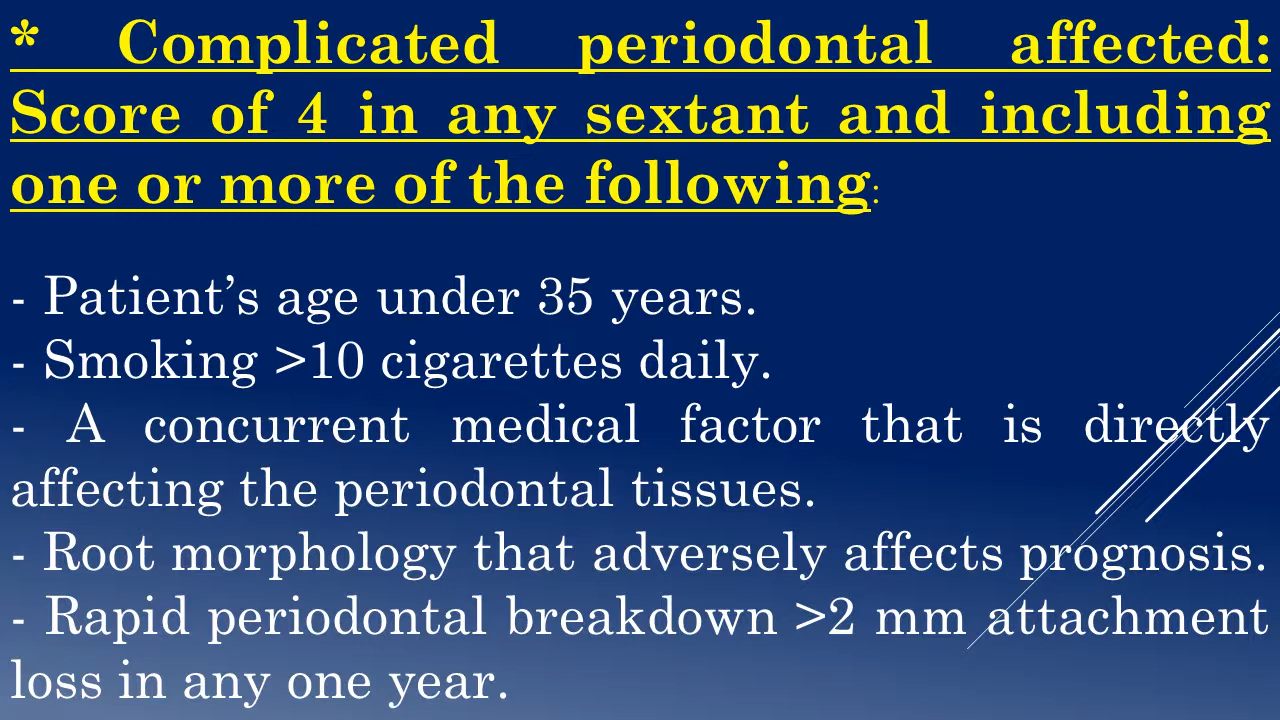 * Complicated periodontal affected:
Score of 4 in any sextant and including
one or more of the following:
- Patient’s age under 35 years.
- Smoking >10 cigarettes daily.
- A concurrent medical factor that is directly
affecting the periodontal tissues.
- Root morphology that adversely affects prognosis.
- Rapid periodontal breakdown >2 mm attachment
loss in any one year.